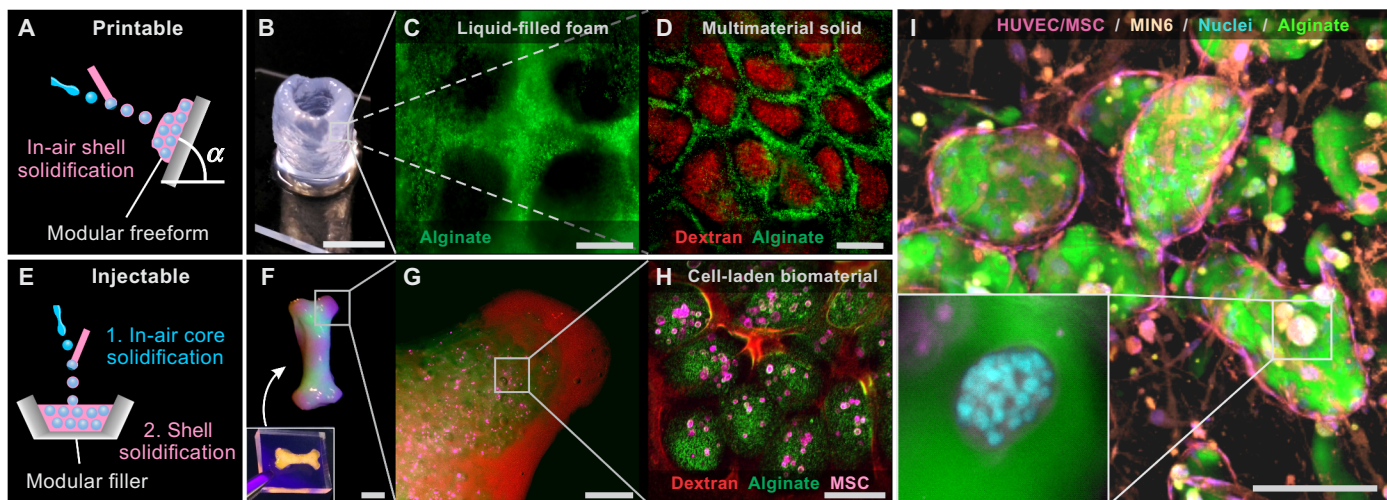 A Printable
In-air shell
solidification
α
Modular freeform
B
C Liquid-filled foam
Alginate
D Multimaterial solid
Dextran Alginate
E Injectable
1. In-air core
solidification
2. Shell
solidification
Modular filler
F
G
H Cell-laden biomaterial
Dextran Alginate MSC
I HUVEC/MSC / MIN6 / Nuclei / Alginate